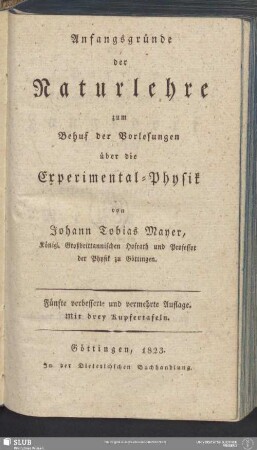 Anfangsgründe
der
Naturlehre
zum
Behuf der Vorlesungen
über die
Experimental-Physik
von
Johann Tobias Mayer,
Königl. Großbrittannischen Hofrath und Professor
der Physik zu Göttingen.
Fünfte verbesserte und vermehrte Auflage.
Mit drey Kupfertafeln.
Göttingen, 1823.
In der Dieterichschen Buchhandlung.
SLUB